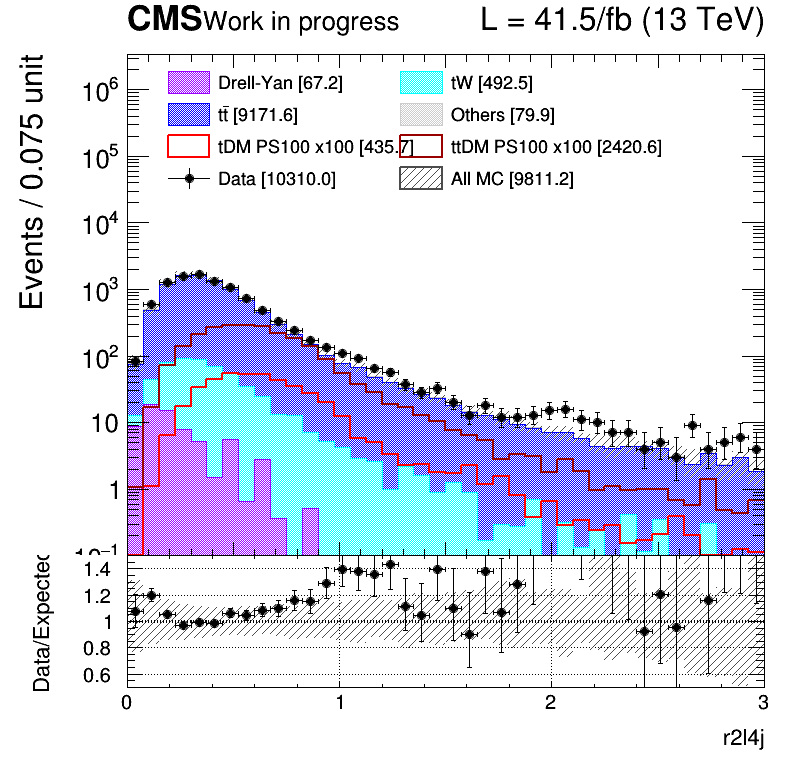 CMS Work in progress L = 41.5/fb (13 TeV)
Events / 0.075 unit
Drell-Yan [67.2] tW [492.5]
tt̄ [9171.6] Others [79.9]
tDM PS100 x100 [435.7] ttDM PS100 x100 [2420.6]
Data [10310.0] All MC [9811.2]
10⁶
10⁵
10⁴
10³
10²
10
1
10⁻¹
Data/Expected
1.4
1.2
1
0.8
0.6
0 1 2 3
r2l4j